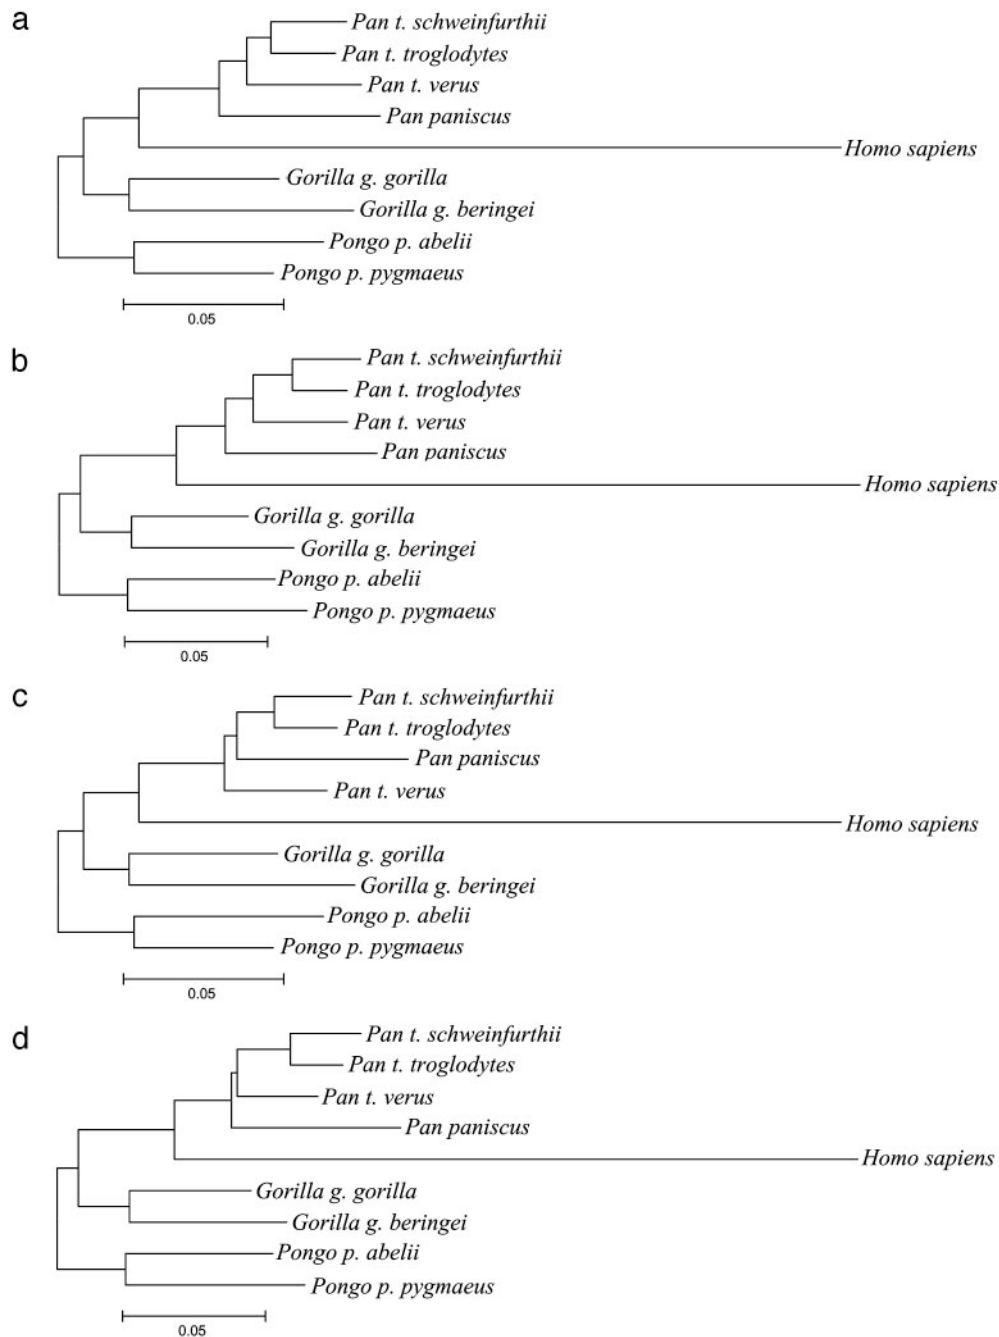 a
Pan t. schweinfurthii
Pan t. troglodytes
Pan t. verus
Pan paniscus
Homo sapiens
Gorilla g. gorilla
Gorilla g. beringei
Pongo p. abelii
Pongo p. pygmaeus
0.05
b
Pan t. schweinfurthii
Pan t. troglodytes
Pan t. verus
Pan paniscus
Homo sapiens
Gorilla g. gorilla
Gorilla g. beringei
Pongo p. abelii
Pongo p. pygmaeus
0.05
c
Pan t. schweinfurthii
Pan t. troglodytes
Pan paniscus
Pan t. verus
Homo sapiens
Gorilla g. gorilla
Gorilla g. beringei
Pongo p. abelii
Pongo p. pygmaeus
0.05
d
Pan t. schweinfurthii
Pan t. troglodytes
Pan t. verus
Pan paniscus
Homo sapiens
Gorilla g. gorilla
Gorilla g. beringei
Pongo p. abelii
Pongo p. pygmaeus
0.05